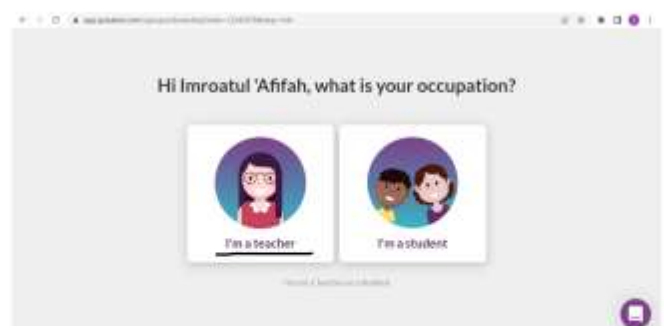 Hi Imroatul 'Afifah, what is your occupation?
I'm a teacher
I'm a student